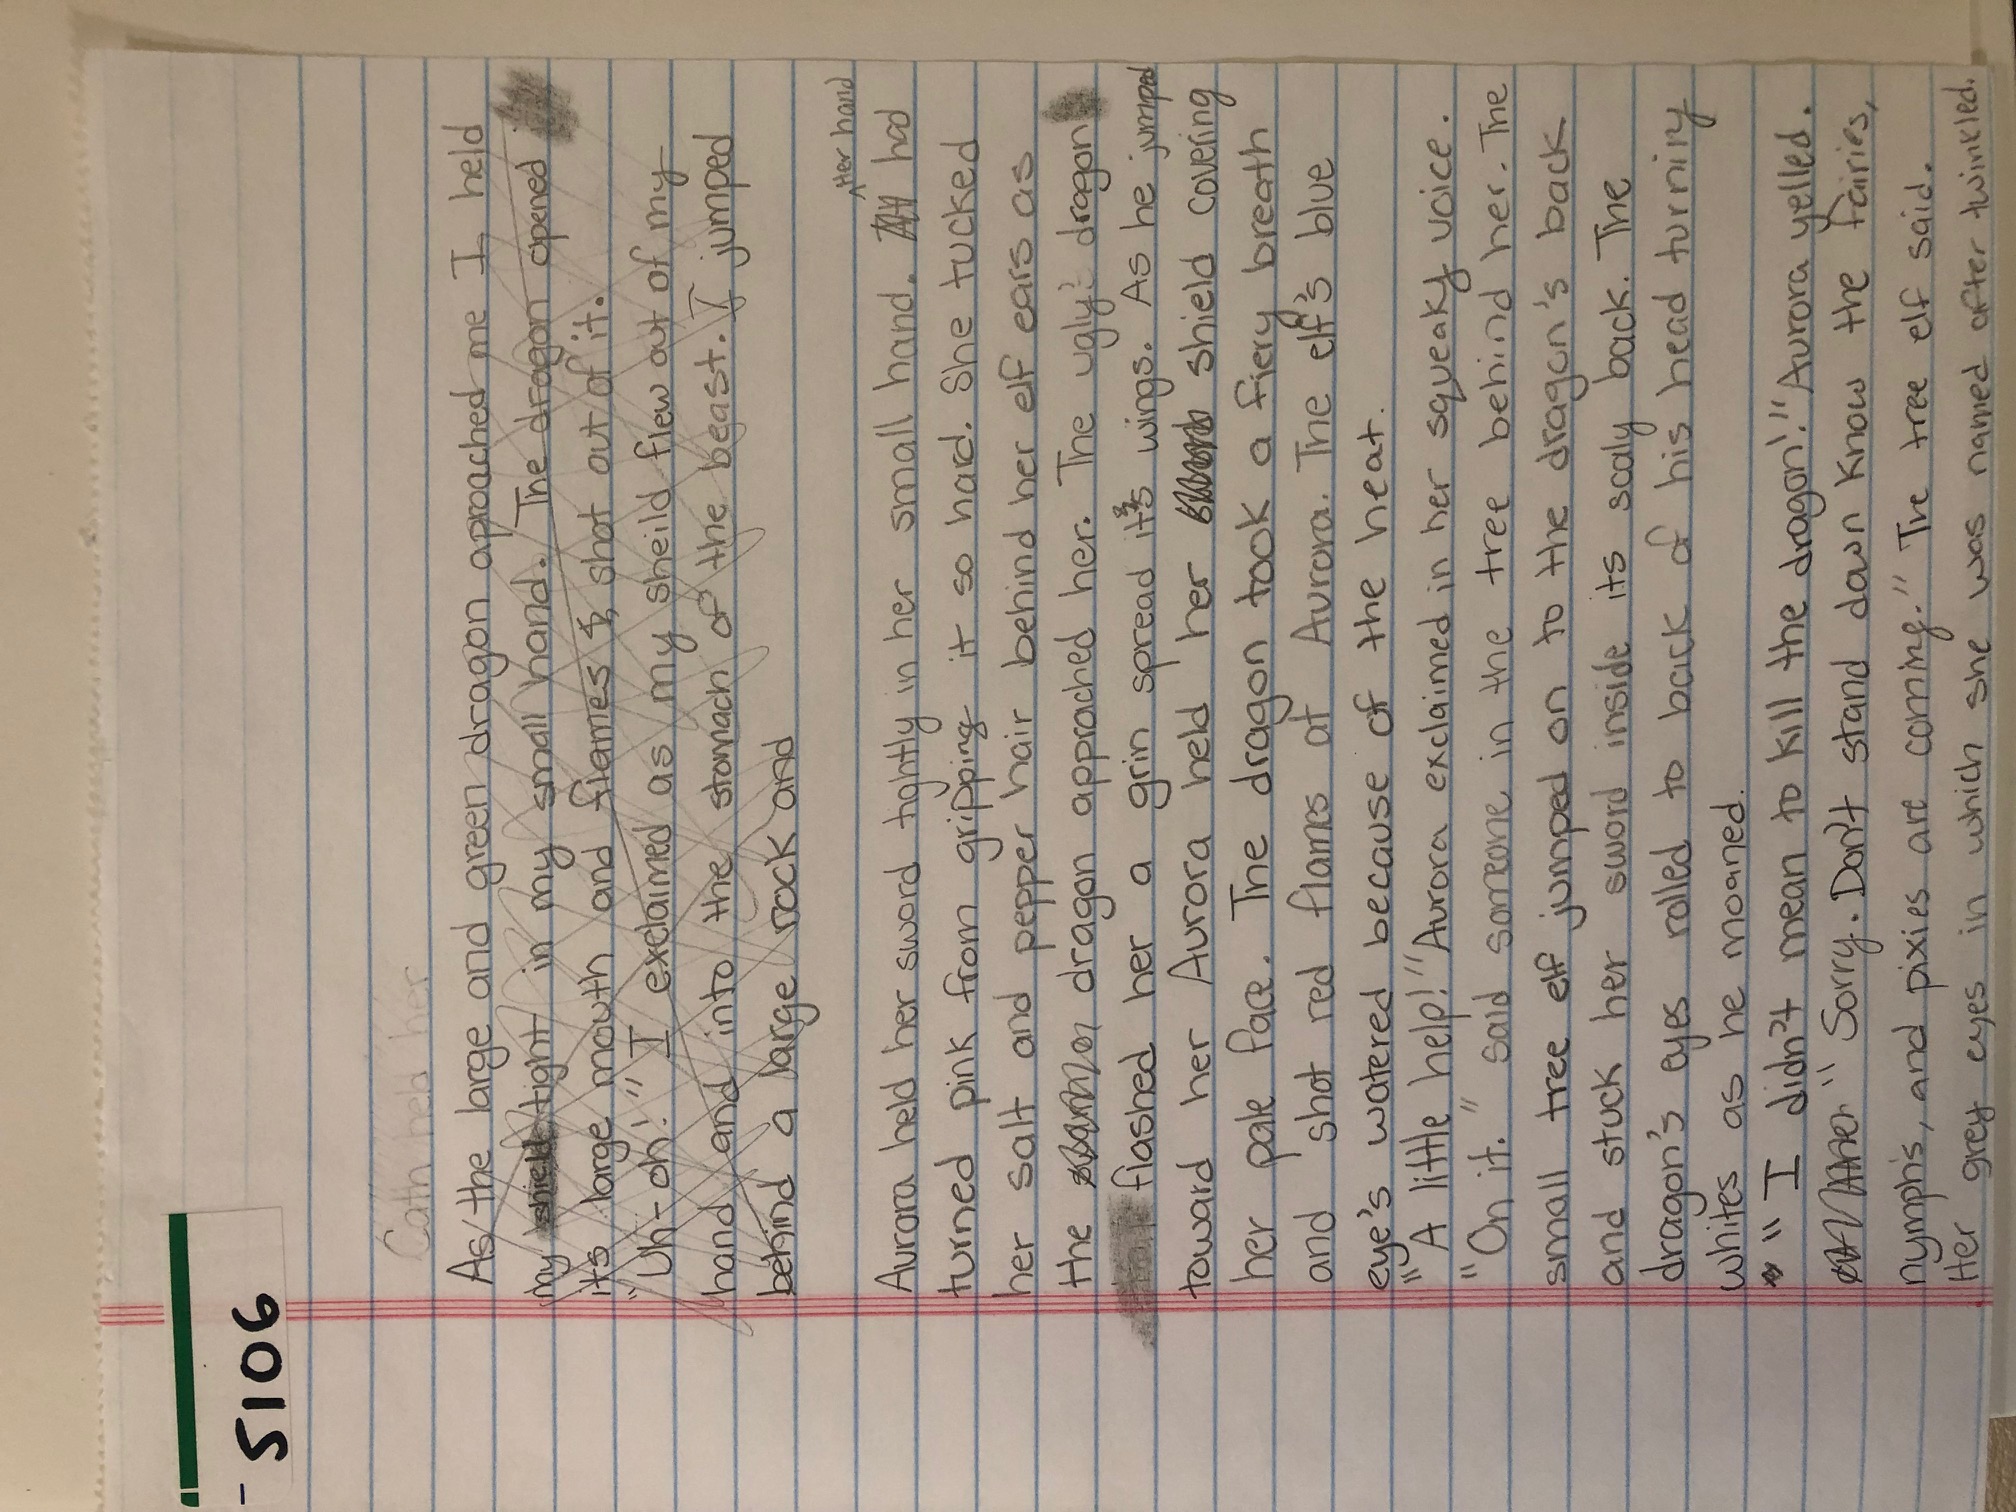 5106
Cath held her
As the large and green dragon aproached me I held
my shield tight in my small hand. The dragon opened
its large mouth and flames shot out of it.
"Uh-oh!" I exclaimed as my sheild flew out of my
hand and into the stomach of the beast. I jumped
behind a large rock and
Her hand
Aurora held her sword tightly in her small hand. had
turned pink from gripping it so hard. She tucked
her salt and pepper hair behind her elf ears as
the dragon apprached her. The ugly dragon
flashed her a grin spread it's wings. As he jumped
toward her Aurora held her shield covering
her pale face. The dragon took a fiery breath
and shot red flames at Aurora. The elf's blue
eye's watered because of the heat.
"A little help!" Aurora exclaimed in her squeaky voice.
"On it." said someone in the tree behind her. The
small tree elf jumped on to the dragon's back
and stuck her sword inside its scaly back. The
dragon's eyes rolled to back of his head turning
whites as he moaned.
"I didn't mean to kill the dragon!" Aurora yelled.
"Sorry. Don't stand down know the fairies,
nymph's, and pixies are coming." The tree elf said.
Her grey eyes in which she was named after twinkled.